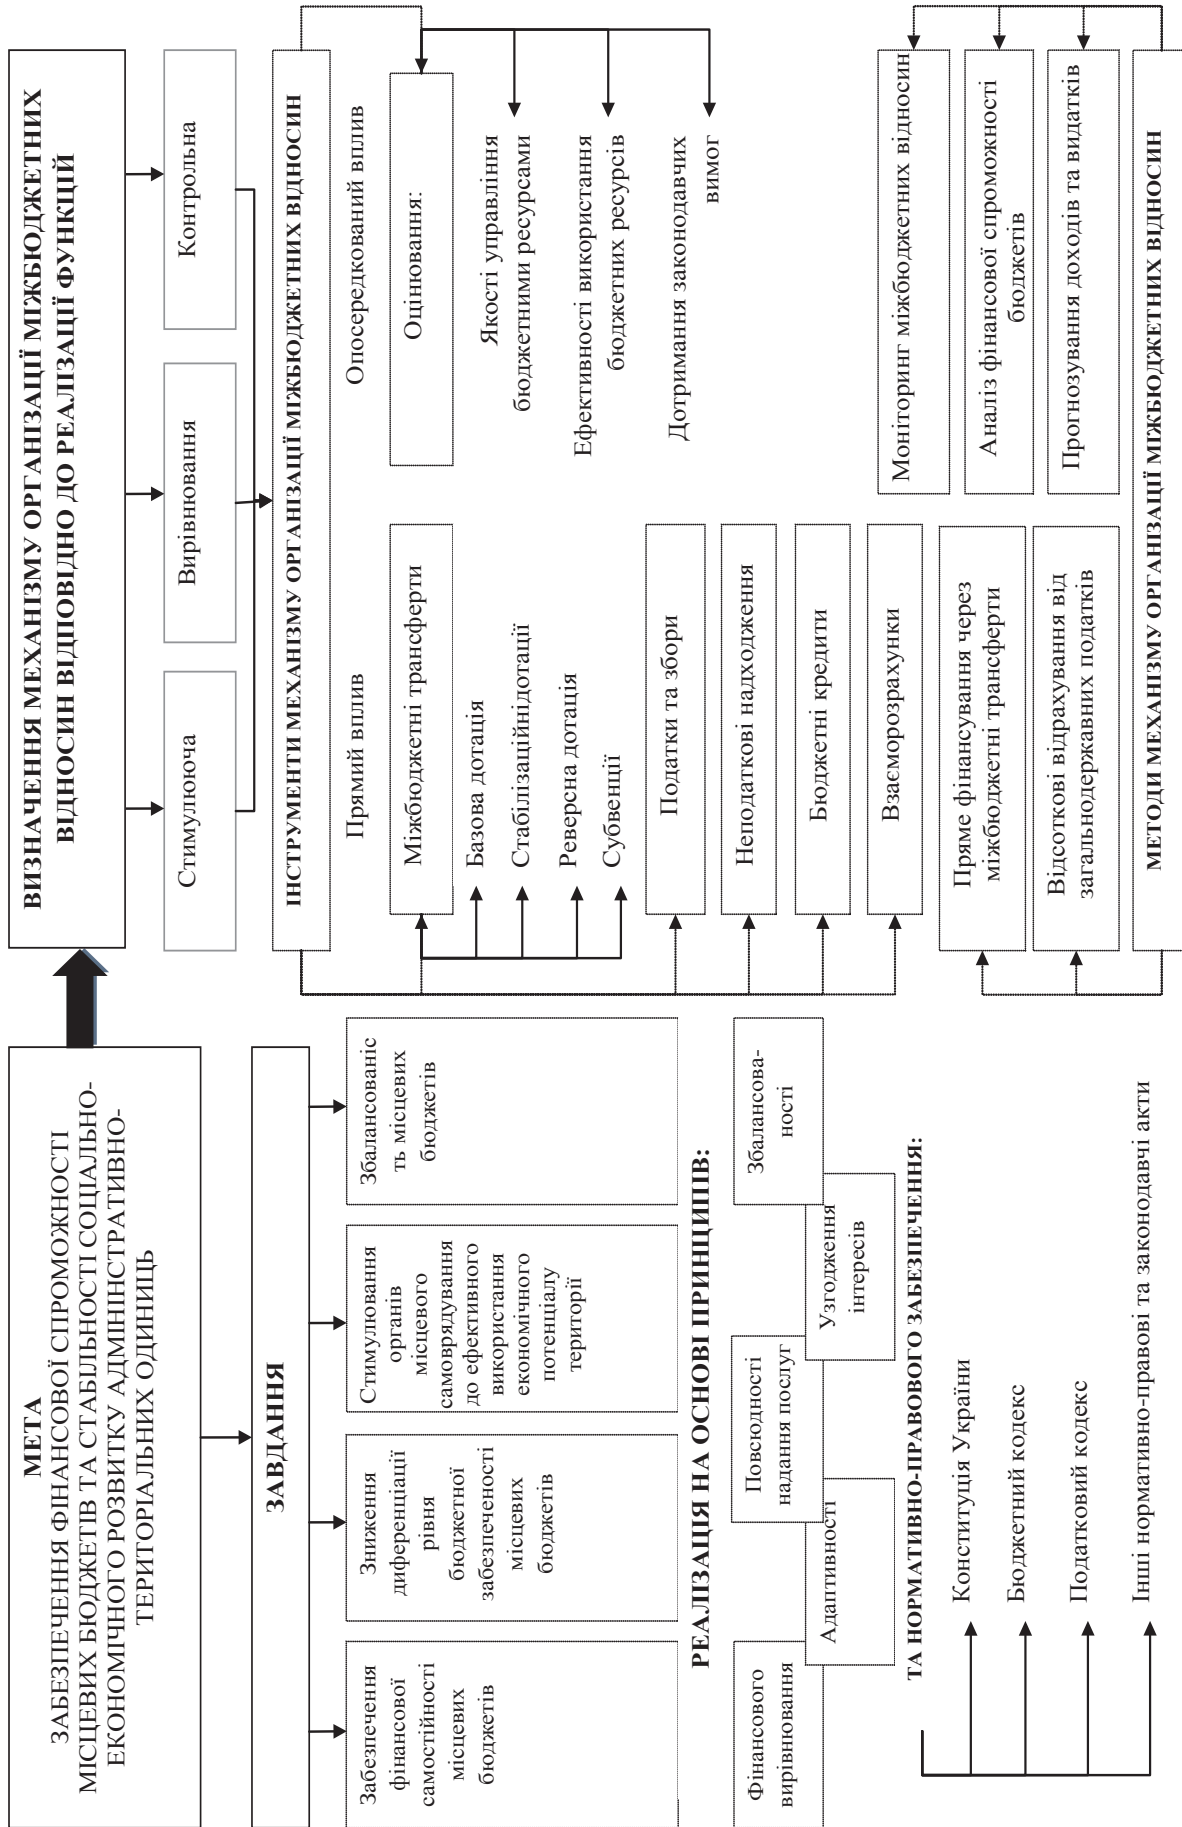 МЕТА
ЗАБЕЗПЕЧЕННЯ ФІНАНСОВОЇ СПРОМОЖНОСТІ
МІСЦЕВИХ БЮДЖЕТІВ ТА СТАБІЛЬНОСТІ СОЦІАЛЬНО-
ЕКОНОМІЧНОГО РОЗВИТКУ АДМІНІСТРАТИВНО-
ТЕРИТОРІАЛЬНИХ ОДИНИЦЬ
ЗАВДАННЯ
Забезпечення
фінансової
самостійності
місцевих
бюджетів
Зниження
диференціації
рівня
бюджетної
забезпеченості
місцевих
бюджетів
Стимулювання
органів
місцевого
самоврядування
до ефективного
використання
економічного
потенціалу
території
Збалансованіс
ть місцевих
бюджетів
РЕАЛІЗАЦІЯ НА ОСНОВІ ПРИНЦИПІВ:
Фінансового
вирівнювання
Адаптивності
Повсюдності
надання послуг
Узгодження
інтересів
Збалансова-
ності
ТА НОРМАТИВНО-ПРАВОВОГО ЗАБЕЗПЕЧЕННЯ:
Конституція України
Бюджетний кодекс
Податковий кодекс
Інші нормативно-правові та законодавчі акти
ВИЗНАЧЕННЯ МЕХАНІЗМУ ОРГАНІЗАЦІЇ МІЖБЮДЖЕТНИХ
ВІДНОСИН ВІДПОВІДНО ДО РЕАЛІЗАЦІЇ ФУНКЦІЙ
Стимулююча
Вирівнювання
Контрольна
ІНСТРУМЕНТИ МЕХАНІЗМУ ОРГАНІЗАЦІЇ МІЖБЮДЖЕТНИХ ВІДНОСИН
Прямий вплив
Міжбюджетні трансферти
Базова дотація
Стабілізаційнідотації
Реверсна дотація
Субвенції
Податки та збори
Неподаткові надходження
Бюджетні кредити
Взаєморозрахунки
Опосередкований вплив
Оцінювання:
Якості управління
бюджетними ресурсами
Ефективності використання
бюджетних ресурсів
Дотримання законодавчих
вимог
Пряме фінансування через
міжбюджетні трансферти
Відсоткові відрахування від
загальнодержавних податків
Моніторинг міжбюджетних відносин
Аналіз фінансової спроможності
бюджетів
Прогнозування доходів та видатків
МЕТОДИ МЕХАНІЗМУ ОРГАНІЗАЦІЇ МІЖБЮДЖЕТНИХ ВІДНОСИН